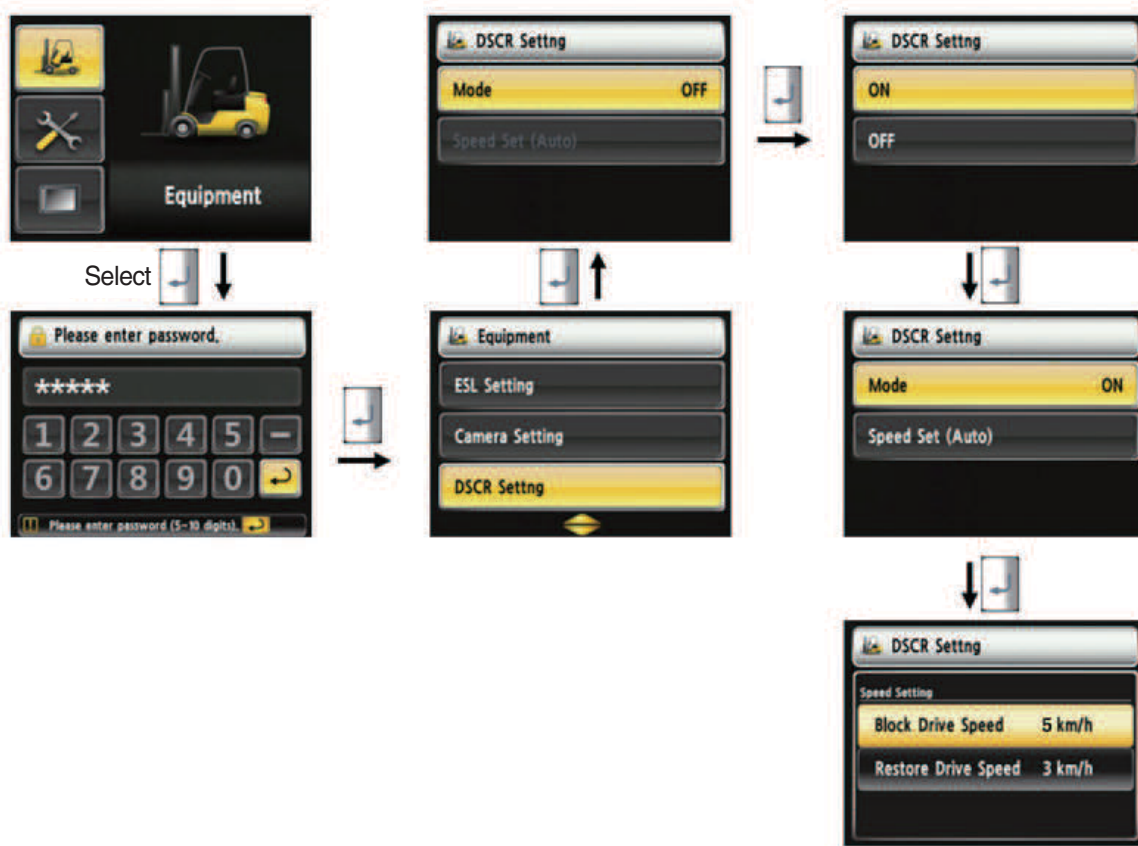 Equipment
Select
Please enter password.
*****
1 2 3 4 5 –
6 7 8 9 0
Please enter password (5-10 digits).
Equipment
ESL Setting
Camera Setting
DSCR Settng
DSCR Settng
Mode OFF
Speed Set (Auto)
DSCR Settng
ON
OFF
DSCR Settng
Mode ON
Speed Set (Auto)
DSCR Settng
Speed Setting
Block Drive Speed 5 km/h
Restore Drive Speed 3 km/h